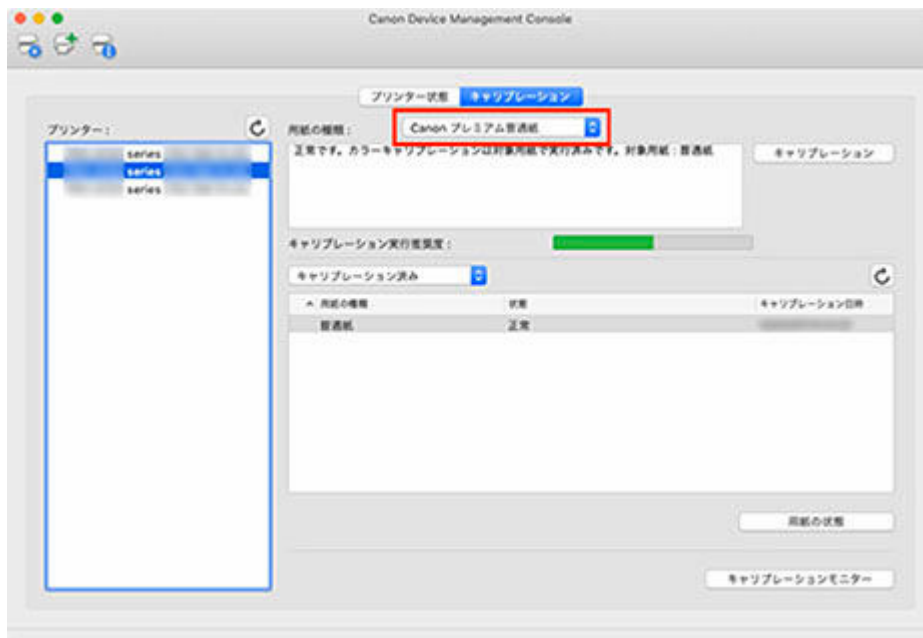 Canon Device Management Console
プリンター状態 キャリブレーション
プリンター:
series
series
series
用紙の種類:
Canon プレミアム普通紙
正常です。カラーキャリブレーションは対象用紙で実行済みです。対象用紙:普通紙
キャリブレーション
キャリブレーション実行推奨度:
キャリブレーション済み
用紙の種類 状態 キャリブレーション日時
普通紙 正常
用紙の状態
キャリブレーションモニター